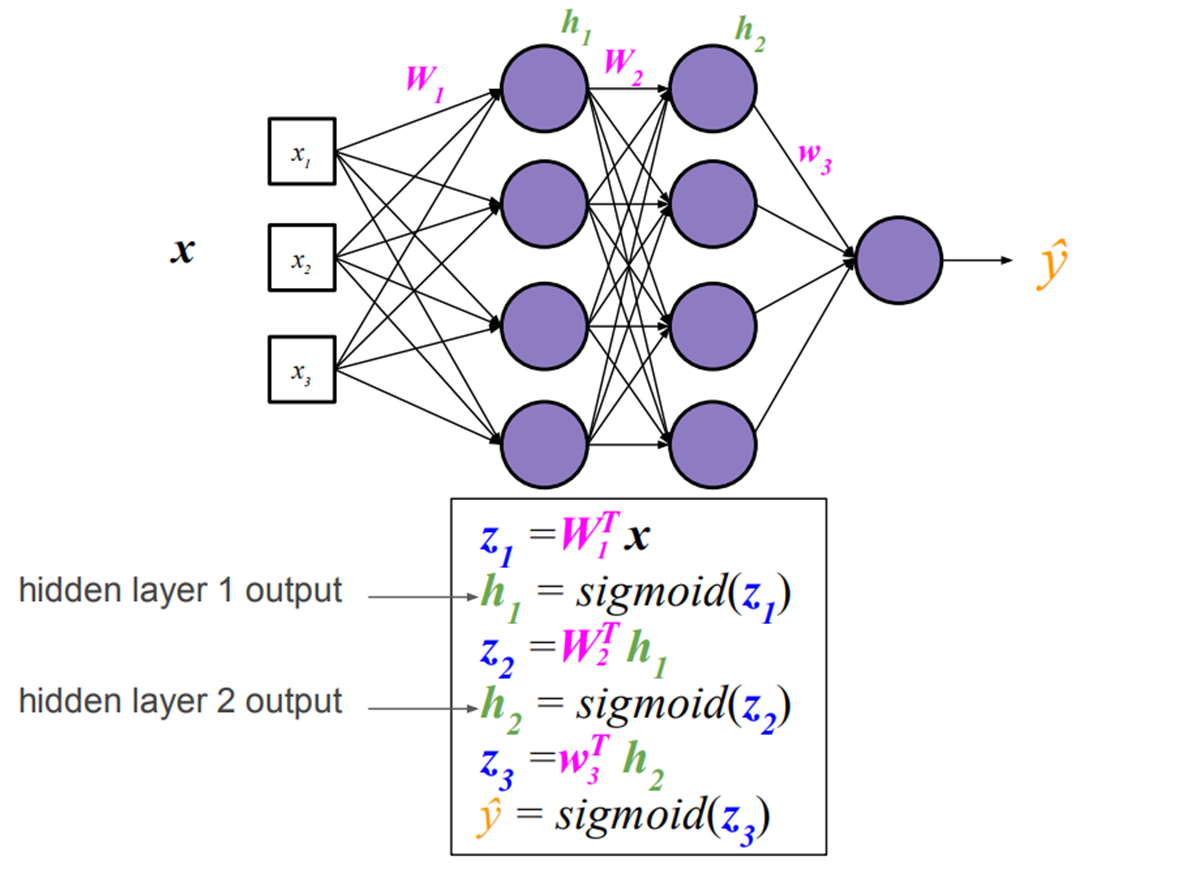 h₁
h₂
W₁
W₂
x₁
w₃
x
x₂
ŷ
x₃
z₁ = W₁ᵀ x
hidden layer 1 output
h₁ = sigmoid(z₁)
z₂ = W₂ᵀ h₁
hidden layer 2 output
h₂ = sigmoid(z₂)
z₃ = w₃ᵀ h₂
ŷ = sigmoid(z₃)